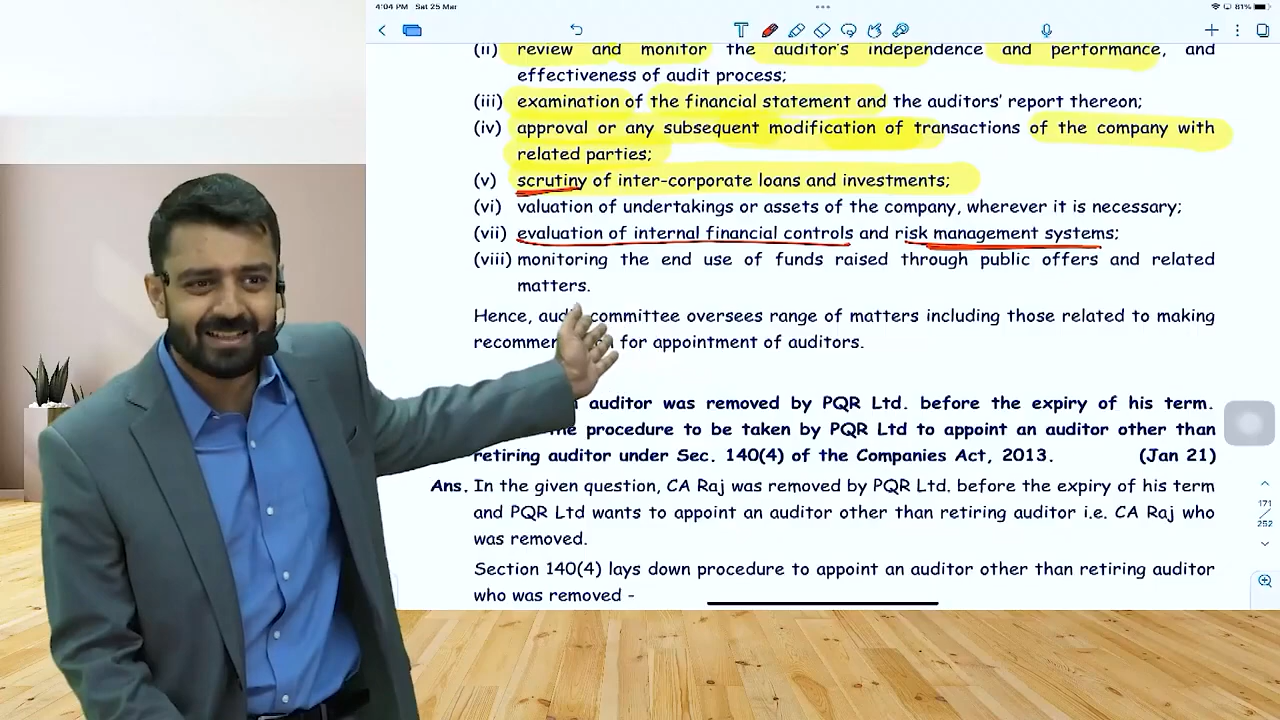 4:04 PM Sat 25 Mar
81%
(ii) review and monitor the auditor's independence and performance, and
effectiveness of audit process;
(iii) examination of the financial statement and the auditors' report thereon;
(iv) approval or any subsequent modification of transactions of the company with
related parties;
(v) scrutiny of inter-corporate loans and investments;
(vi) valuation of undertakings or assets of the company, wherever it is necessary;
(vii) evaluation of internal financial controls and risk management systems;
(viii) monitoring the end use of funds raised through public offers and related
matters.
Hence, committee oversees range of matters including those related to making
for appointment of auditors.
auditor was removed by PQR Ltd. before the expiry of his term.
procedure to be taken by PQR Ltd to appoint an auditor other than
retiring auditor under Sec. 140(4) of the Companies Act, 2013. (Jan 21)
Ans. In the given question, CA Raj was removed by PQR Ltd. before the expiry of his term
and PQR Ltd wants to appoint an auditor other than retiring auditor i.e. CA Raj who
was removed.
Section 140(4) lays down procedure to appoint an auditor other than retiring auditor
who was removed -
171
252